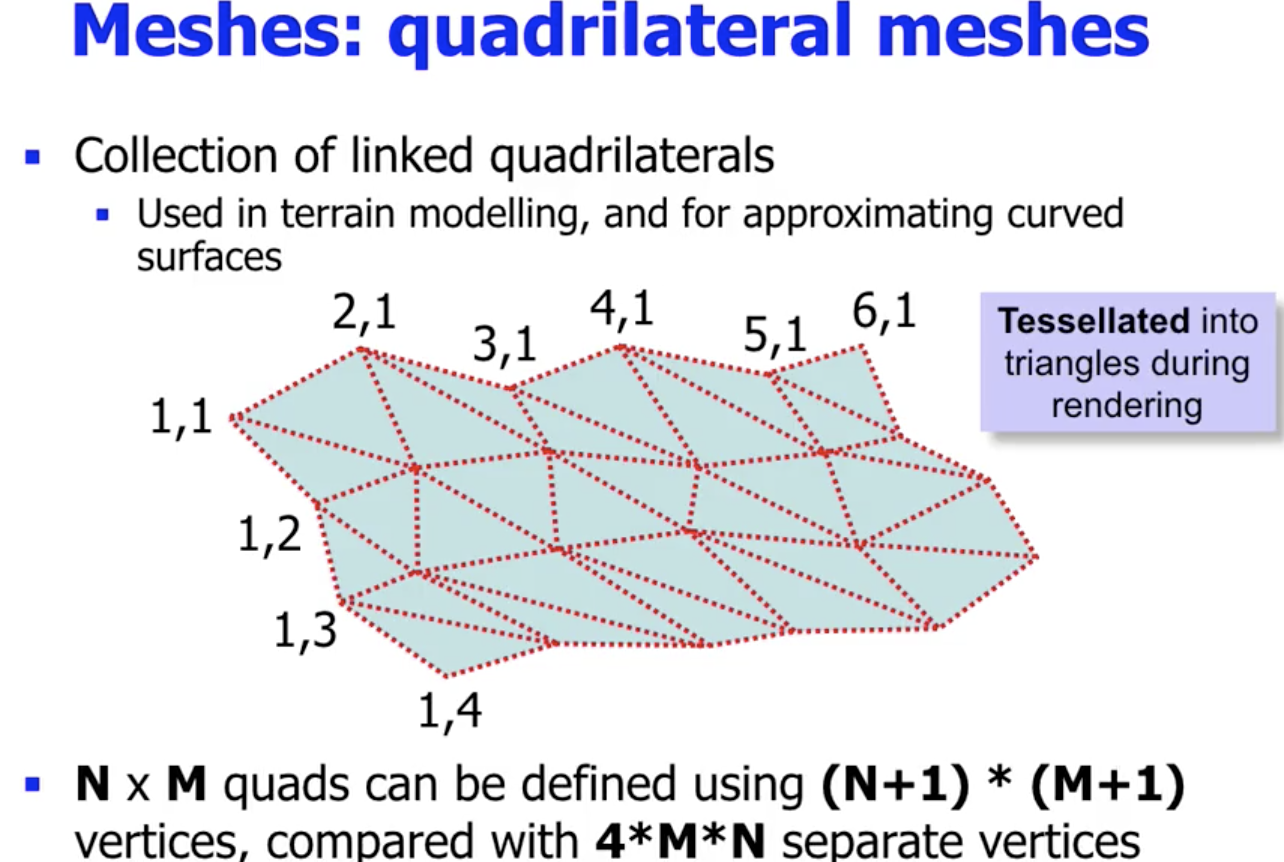 Meshes: quadrilateral meshes
Collection of linked quadrilaterals
Used in terrain modelling, and for approximating curved
surfaces
2,1
3,1
4,1
5,1
6,1
Tessellated into
triangles during
rendering
1,1
1,2
1,3
1,4
N x M quads can be defined using (N+1) * (M+1)
vertices, compared with 4*M*N separate vertices